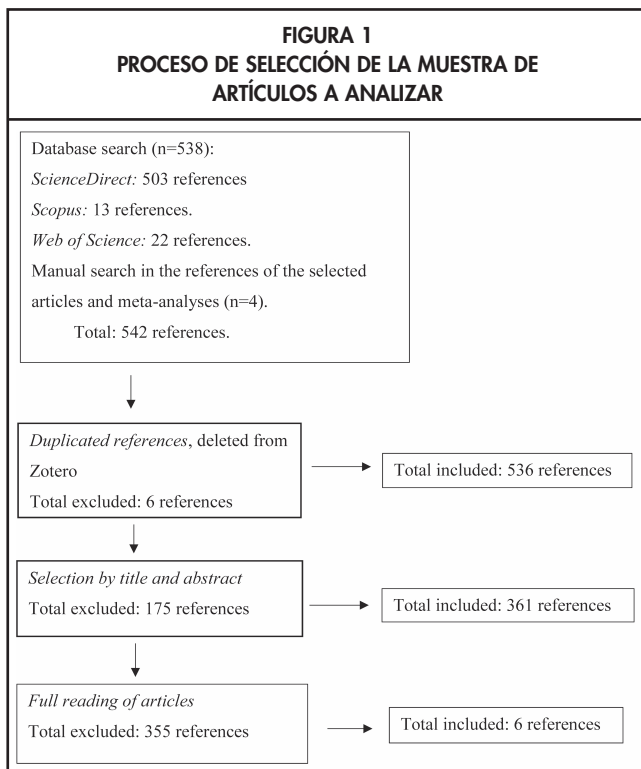 FIGURA 1
PROCESO DE SELECCIÓN DE LA MUESTRA DE
ARTÍCULOS A ANALIZAR
Database search (n=538):
ScienceDirect: 503 references
Scopus: 13 references.
Web of Science: 22 references.
Manual search in the references of the selected
articles and meta-analyses (n=4).
Total: 542 references.
Duplicated references, deleted from
Zotero
Total excluded: 6 references
Total included: 536 references
Selection by title and abstract
Total excluded: 175 references
Total included: 361 references
Full reading of articles
Total excluded: 355 references
Total included: 6 references